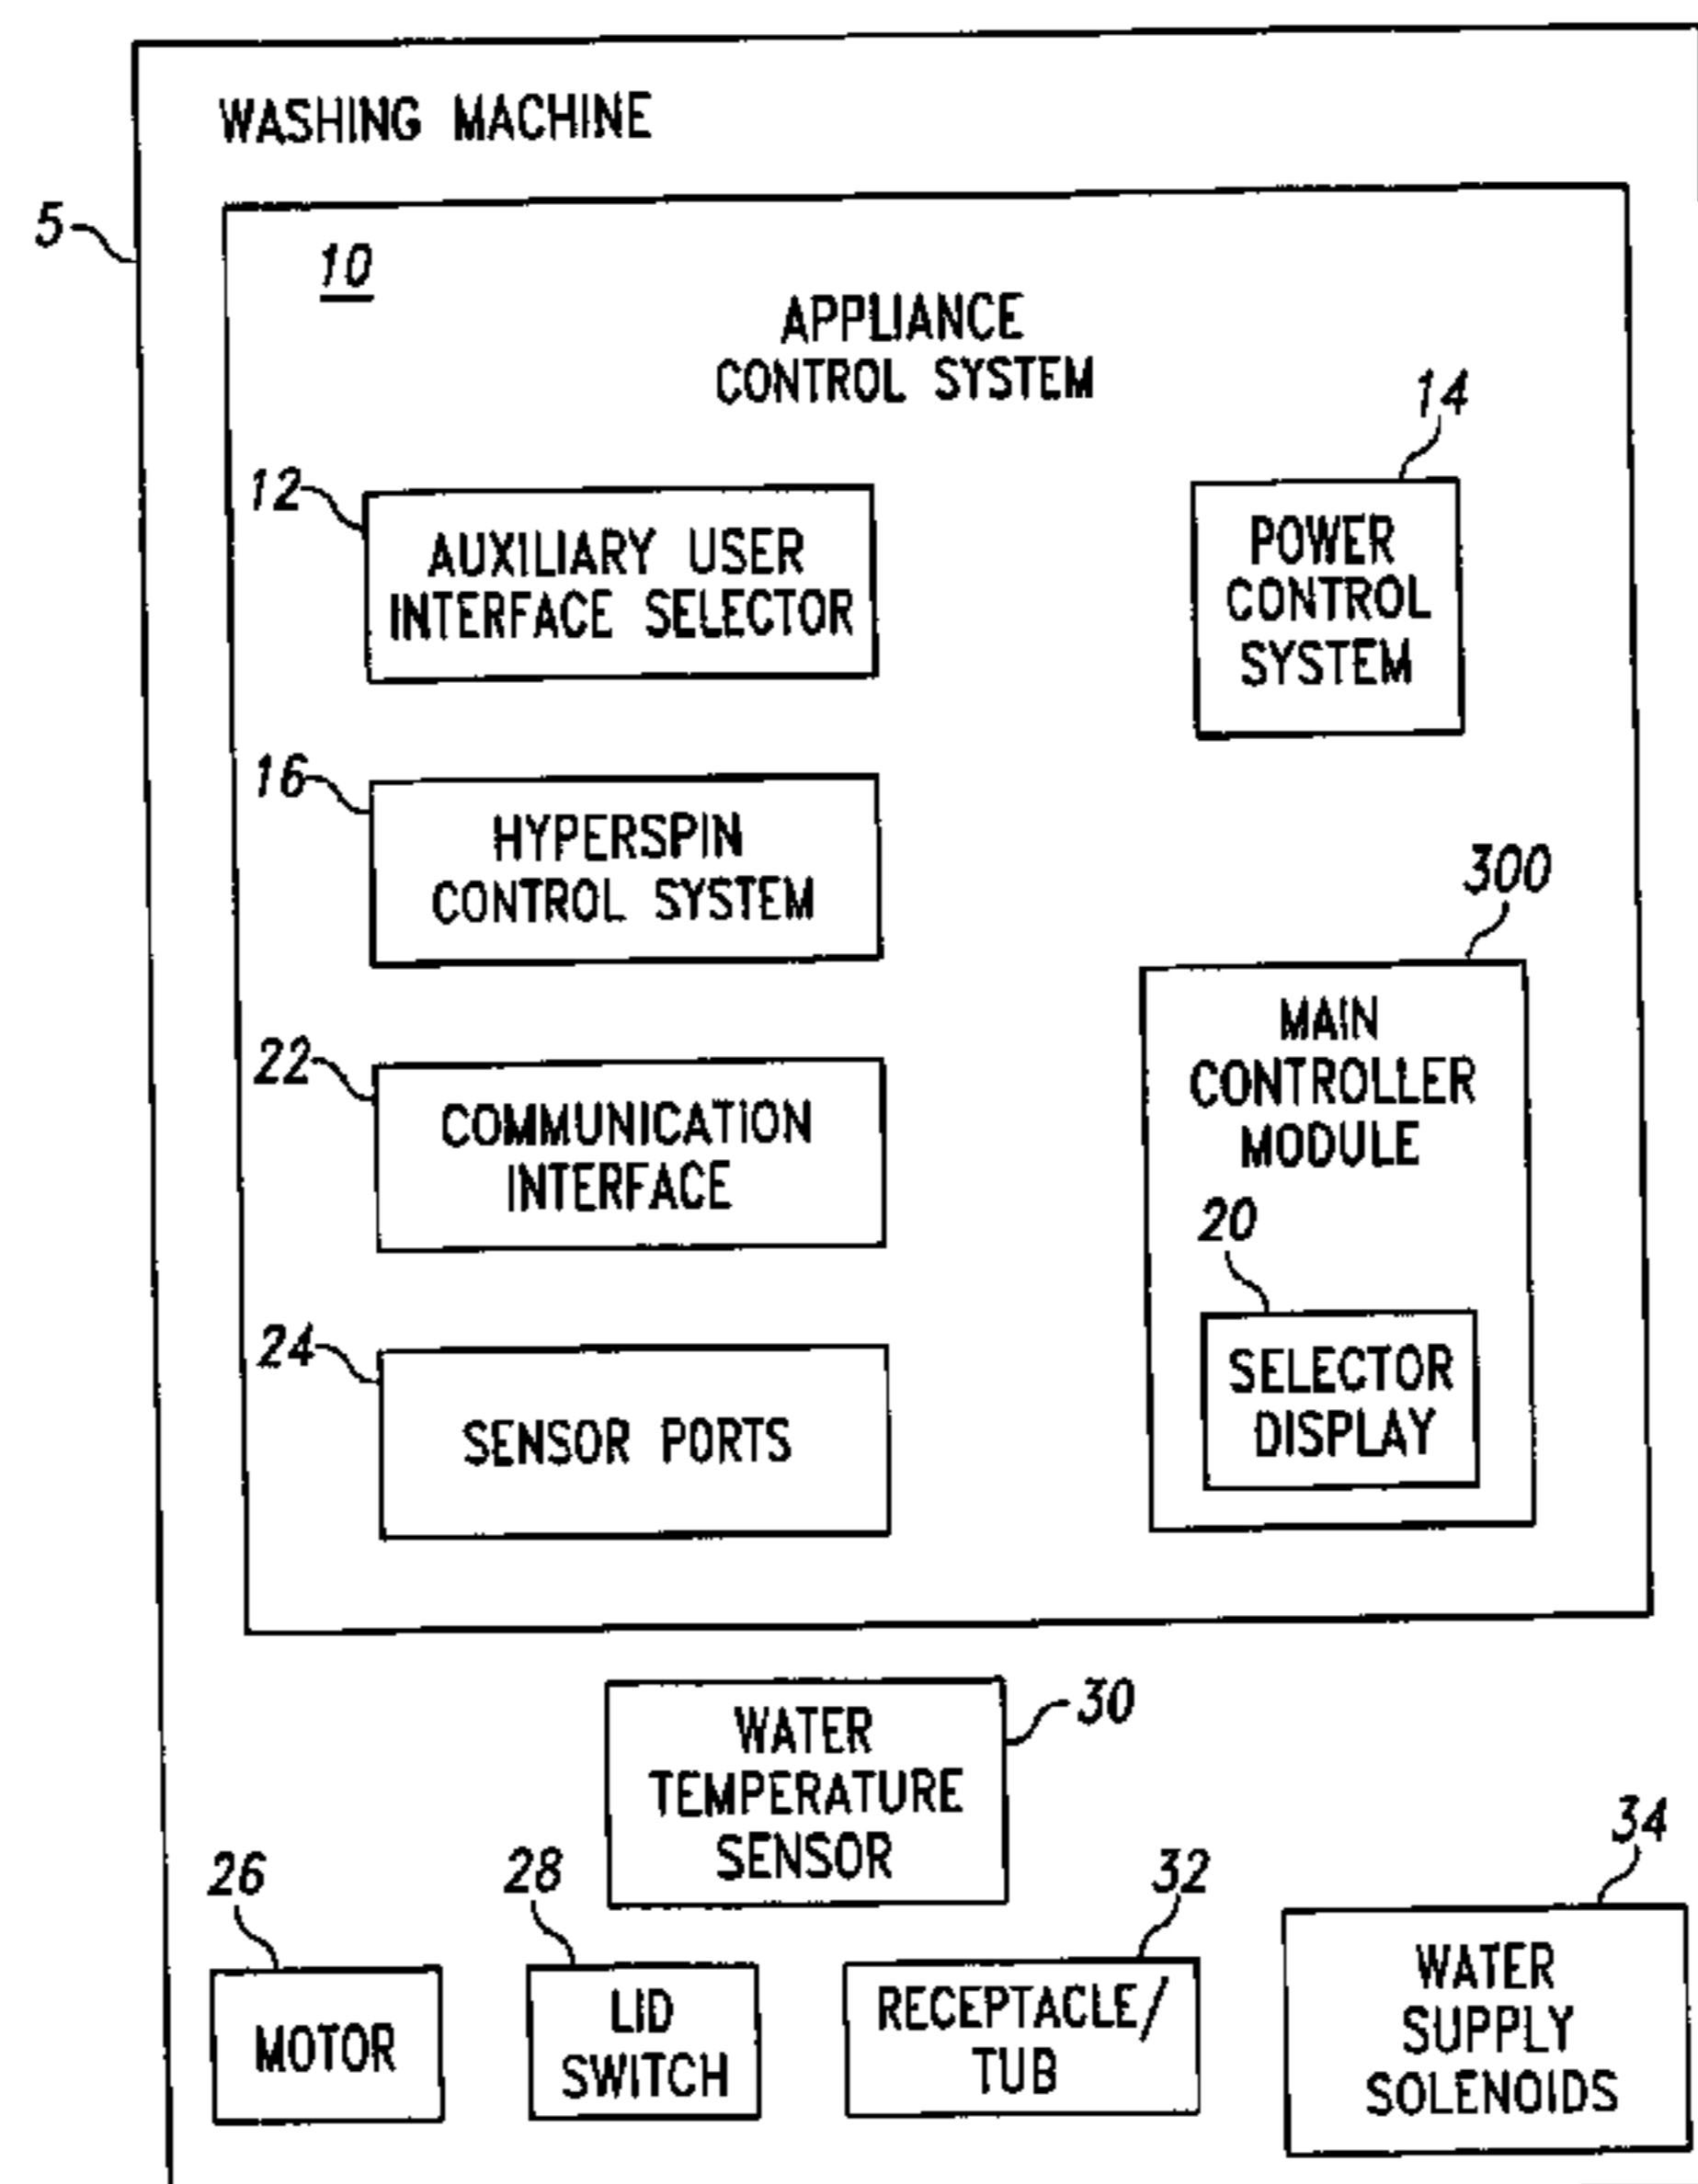 WASHING MACHINE
5
10
APPLIANCE
CONTROL SYSTEM
14
12
AUXILIARY USER
INTERFACE SELECTOR
POWER
CONTROL
SYSTEM
16
HYPERSPIN
CONTROL SYSTEM
300
MAIN
CONTROLLER
MODULE
22
COMMUNICATION
INTERFACE
20
SELECTOR
DISPLAY
24
SENSOR PORTS
30
WATER
TEMPERATURE
SENSOR
26
MOTOR
28
LID
SWITCH
32
RECEPTACLE/
TUB
34
WATER
SUPPLY
SOLENOIDS